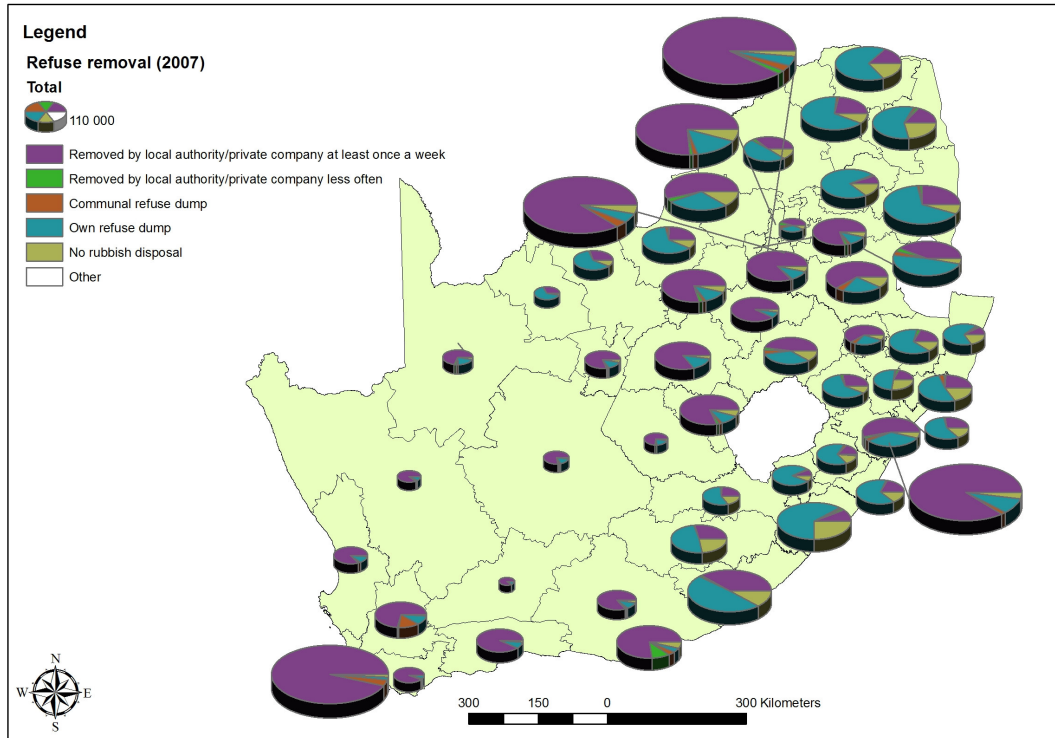 Legend
Refuse removal (2007)
Total
110 000
Removed by local authority/private company at least once a week
Removed by local authority/private company less often
Communal refuse dump
Own refuse dump
No rubbish disposal
Other
N
W E
S
300 150 0 300 Kilometers